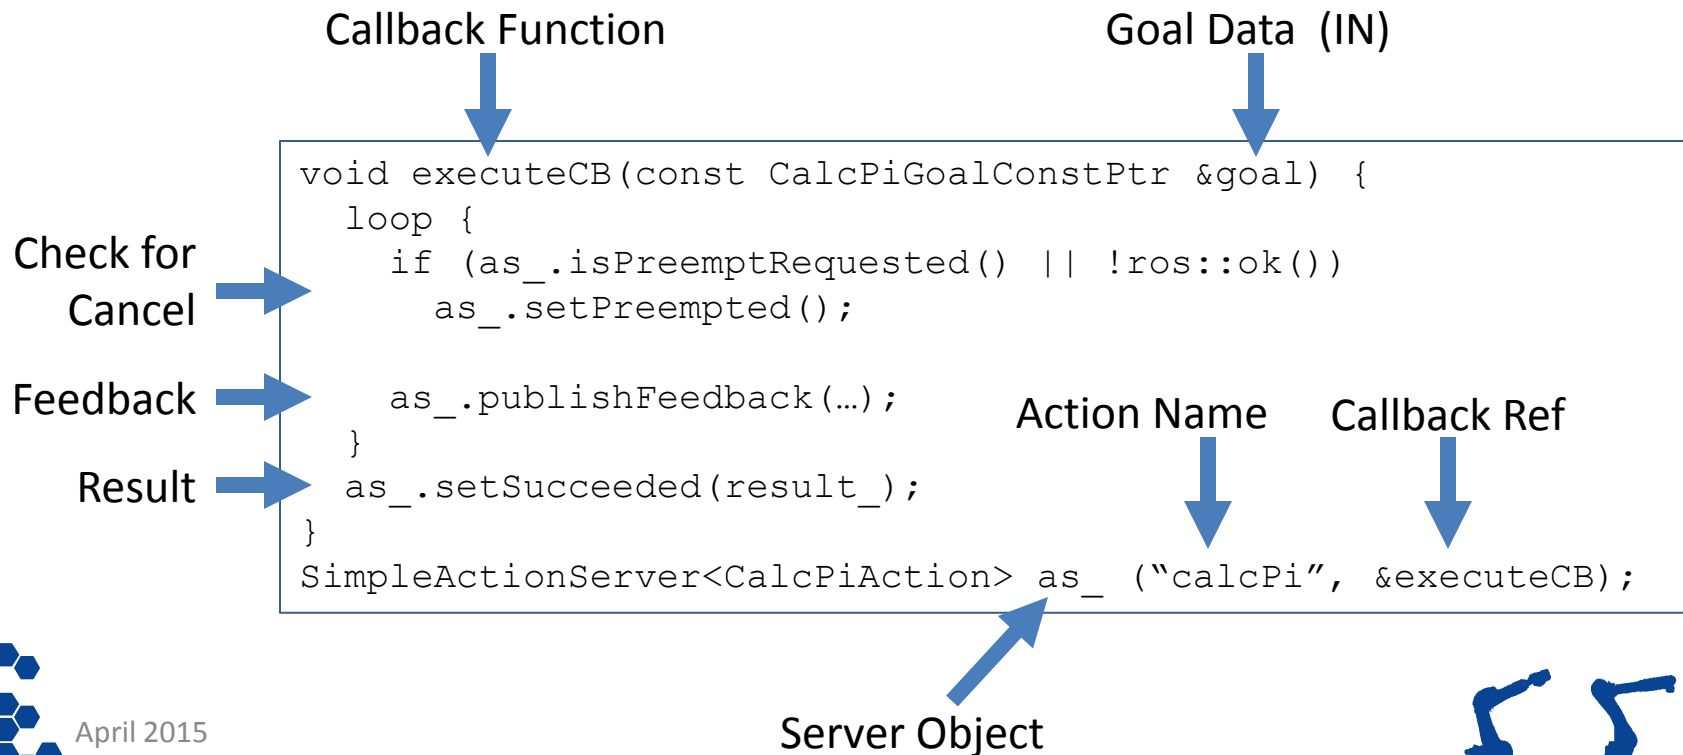 Callback Function
Goal Data  (IN)
void executeCB(const CalcPiGoalConstPtr &goal) {
  loop {
Check for
Cancel
    if (as_.isPreemptRequested() || !ros::ok())
      as_.setPreempted();
Feedback
    as_.publishFeedback(…);
Action Name
Callback Ref
  }
Result
  as_.setSucceeded(result_);
}
SimpleActionServer<CalcPiAction> as_ (“calcPi”, &executeCB);
Server Object
April 2015